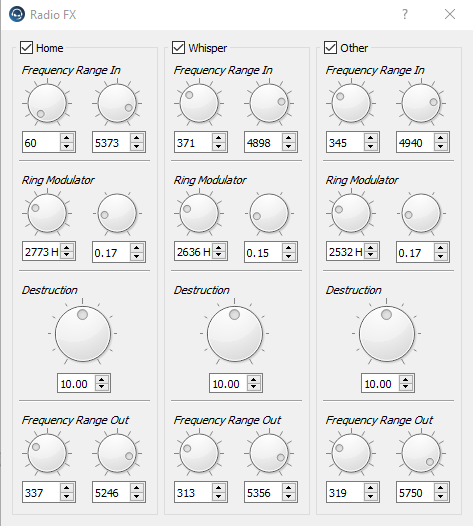 Radio FX
Home Whisper Other
Frequency Range In Frequency Range In Frequency Range In
60 5373 371 4898 345 4940
Ring Modulator Ring Modulator Ring Modulator
2773 H 0.17 2636 H 0.15 2532 H 0.17
Destruction Destruction Destruction
10.00 10.00 10.00
Frequency Range Out Frequency Range Out Frequency Range Out
337 5246 313 5356 319 5750